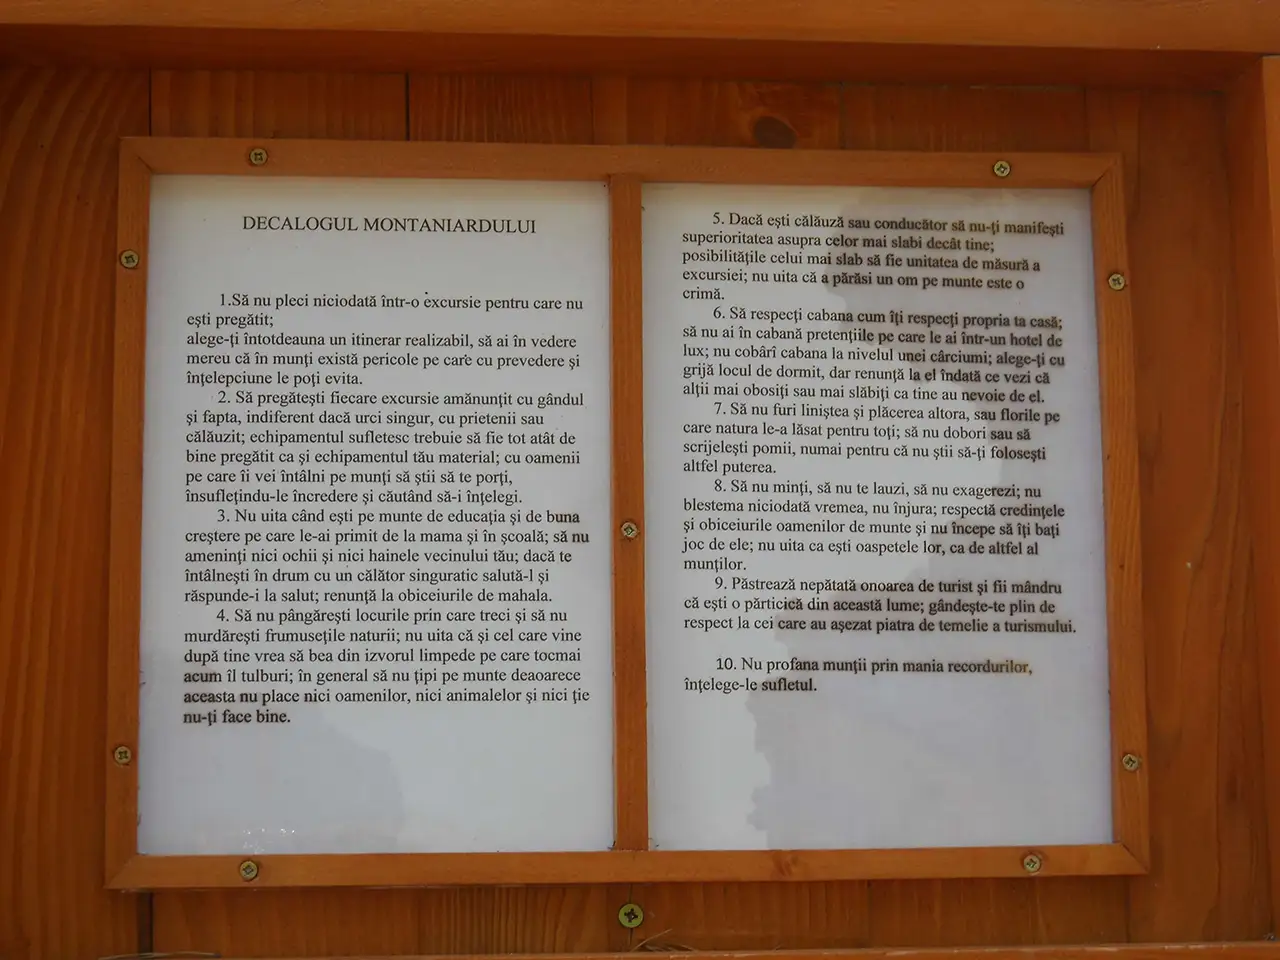 DECALOGUL MONTANIARDULUI
1.Să nu pleci niciodată într-o excursie pentru care nu
ești pregătit;
alege-ți întotdeauna un itinerar realizabil, să ai în vedere
mereu că în munți există pericole pe care cu prevedere și
înțelepciune le poți evita.
2. Să pregătești fiecare excursie amănunțit cu gândul
și fapta, indiferent dacă urci singur, cu prietenii sau
călăuzit; echipamentul sufletesc trebuie să fie tot atât de
bine pregătit ca și echipamentul tău material; cu oamenii
pe care îi vei întâlni pe munți să știi să te porți,
însuflețindu-le încredere și căutând să-i înțelegi.
3. Nu uita când ești pe munte de educația și de buna
creștere pe care le-ai primit de la mama și în școală; să nu
ameninți nici ochii și nici hainele vecinului tău; dacă te
întâlnești în drum cu un călător singuratic salută-l și
răspunde-i la salut; renunță la obiceiurile de mahala.
4. Să nu pângărești locurile prin care treci și să nu
murdărești frumusețile naturii; nu uita că și cel care vine
după tine vrea să bea din izvorul limpede pe care tocmai
acum îl tulburi; în general să nu țipi pe munte deaoarece
aceasta nu place nici oamenilor, nici animalelor și nici ție
nu-ți face bine.
5. Dacă ești călăuză sau conducător să nu-ți manifești
superioritatea asupra celor mai slabi decât tine;
posibilitățile celui mai slab să fie unitatea de măsură a
excursiei; nu uita că a părăsi un om pe munte este o
crimă.
6. Să respecți cabana cum îți respecți propria ta casă;
să nu ai în cabană pretențiile pe care le ai într-un hotel de
lux; nu coborî cabana la nivelul unei cârciumi; alege-ți cu
grijă locul de dormit, dar renunță la el îndată ce vezi că
alții mai obosiți sau mai slăbiți ca tine au nevoie de el.
7. Să nu furi liniștea și plăcerea altora, sau florile pe
care natura le-a lăsat pentru toți; să nu dobori sau să
scrijelești pomii, numai pentru că nu știi să-ți folosești
altfel puterea.
8. Să nu minți, să nu te lauzi, să nu exagerezi; nu
blestema niciodată vremea, nu înjura; respectă credințele
și obiceiurile oamenilor de munte și nu începe să îți bați
joc de ele; nu uita ca ești oaspetele lor, ca de altfel al
munților.
9. Păstrează nepătată onoarea de turist și fii mândru
că ești o părticică din această lume; gândește-te plin de
respect la cei care au așezat piatra de temelie a turismului.
10. Nu profana munții prin mania recordurilor,
înțelege-le sufletul.